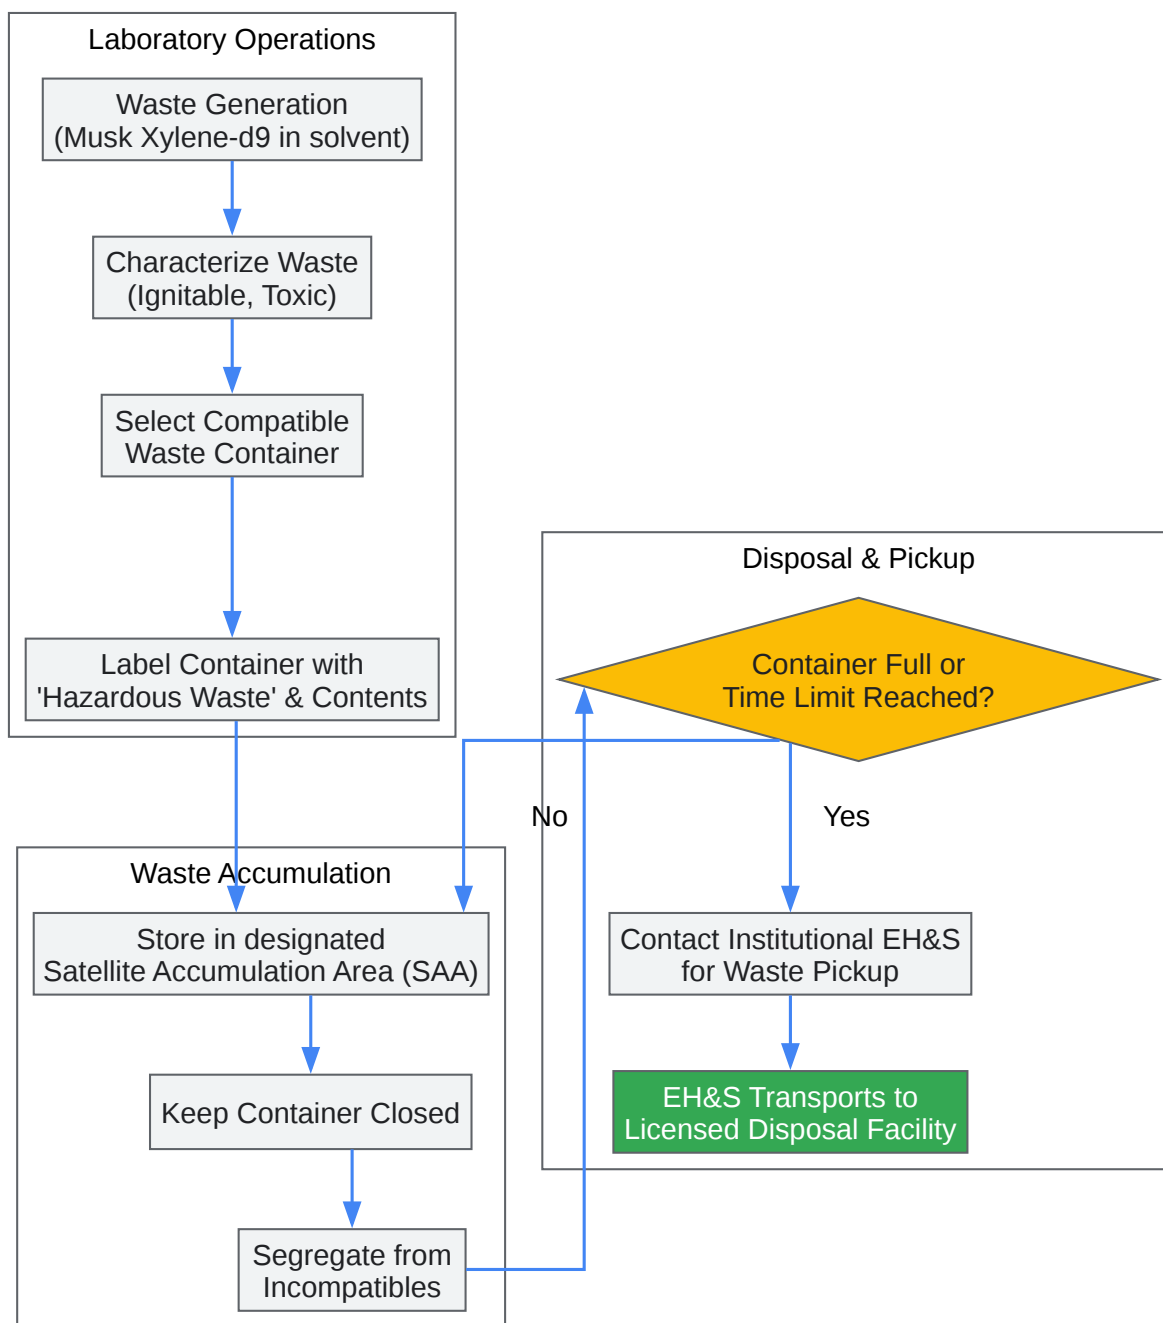 Laboratory Operations
Waste Generation
(Musk Xylene-d9 in solvent)
Characterize Waste
(Ignitable, Toxic)
Select Compatible
Waste Container
Label Container with
'Hazardous Waste' & Contents
Waste Accumulation
Store in designated
Satellite Accumulation Area (SAA)
Keep Container Closed
Segregate from
Incompatibles
Disposal & Pickup
Container Full or
Time Limit Reached?
No
Yes
Contact Institutional EH&S
for Waste Pickup
EH&S Transports to
Licensed Disposal Facility